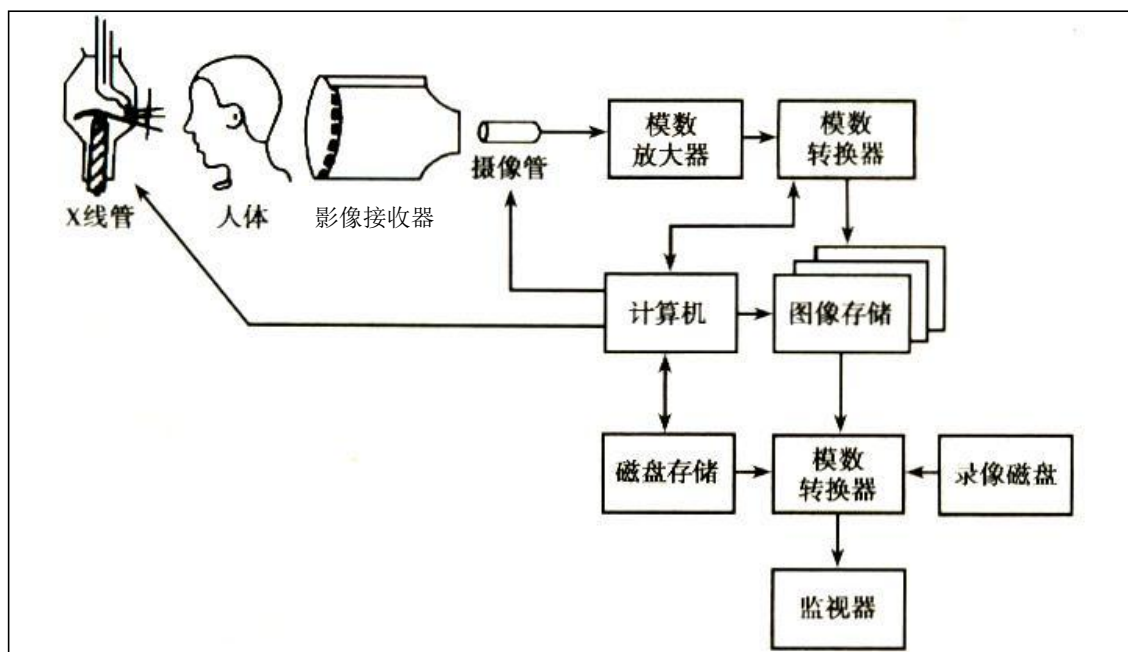 模数
放大器
模数
转换器
摄像管
X线管
人体
影像接收器
计算机
图像存储
磁盘存储
模数
转换器
录像磁盘
监视器